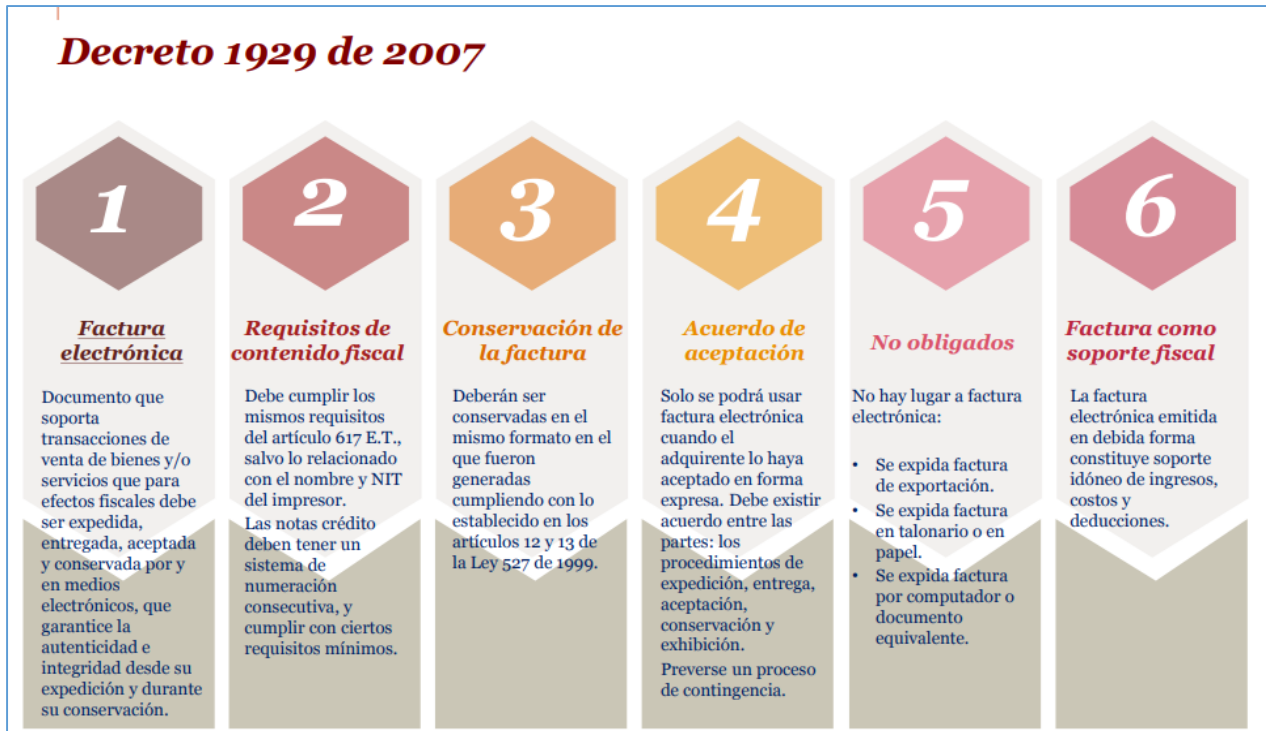 Decreto 1929 de 2007
1
Factura
electrónica
Documento que
soporta
transacciones de
venta de bienes y/o
servicios que para
efectos fiscales debe
ser expedida,
entregada, aceptada
y conservada por y
en medios
electrónicos, que
garantice la
autenticidad e
integridad desde su
expedición y durante
su conservación.
2
Requisitos de
contenido fiscal
Debe cumplir los
mismos requisitos
del artículo 617 E.T.,
salvo lo relacionado
con el nombre y NIT
del impresor.
Las notas crédito
deben tener un
sistema de
numeración
consecutiva, y
cumplir con ciertos
requisitos mínimos.
3
Conservación de
la factura
Deberán ser
conservadas en el
mismo formato en el
que fueron
generadas
cumpliendo con lo
establecido en los
artículos 12 y 13 de
la Ley 527 de 1999.
4
Acuerdo de
aceptación
Solo se podrá usar
factura electrónica
cuando el
adquirente lo haya
aceptado en forma
expresa. Debe existir
acuerdo entre las
partes: los
procedimientos de
expedición, entrega,
aceptación,
conservación y
exhibición.
Preverse un proceso
de contingencia.
5
No obligados
No hay lugar a factura
electrónica:
• Se expida factura
de exportación.
• Se expida factura
en talonario o en
papel.
• Se expida factura
por computador o
documento
equivalente.
6
Factura como
soporte fiscal
La factura
electrónica emitida
en debida forma
constituye soporte
idóneo de ingresos,
costos y
deducciones.